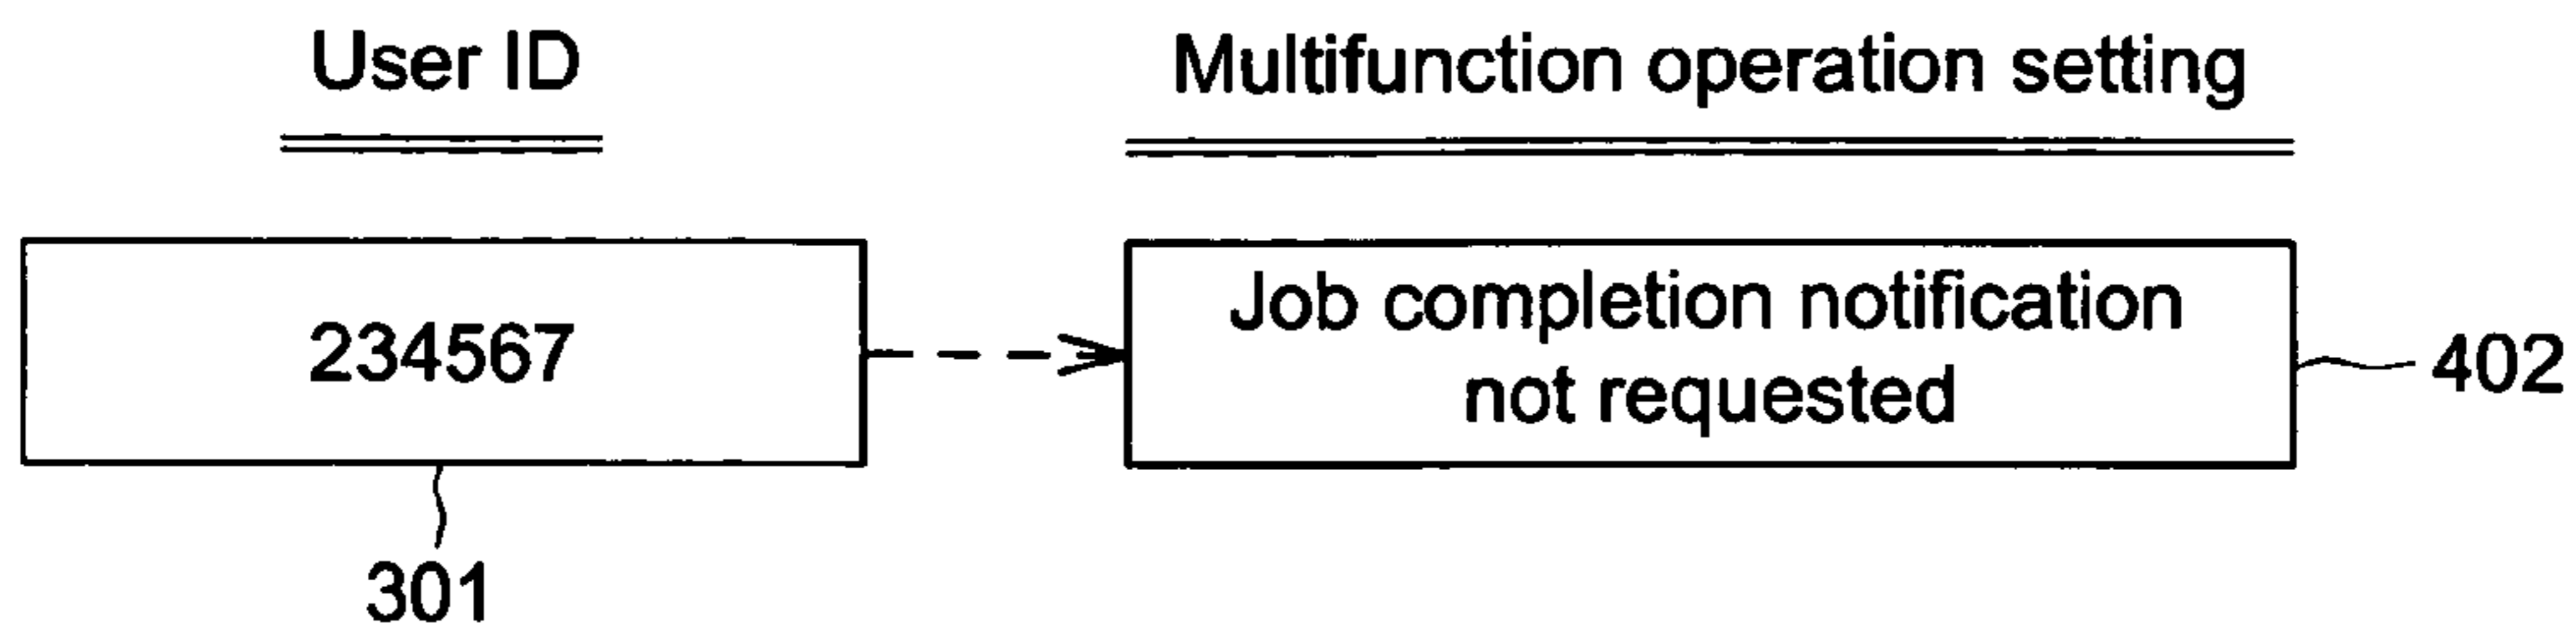 User ID
Multifunction operation setting
234567
Job completion notification
not requested
402
301